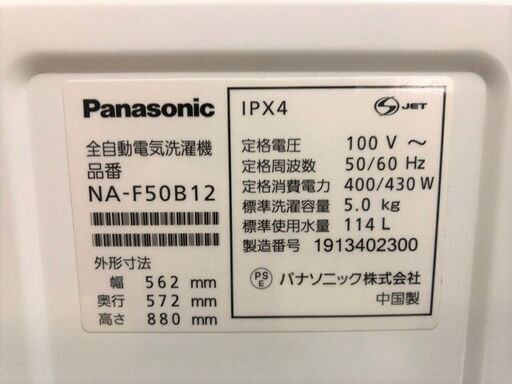 Panasonic
全自動電気洗濯機
品番
NA-F50B12
外形寸法
幅 562 mm
奥行 572 mm
高さ 880 mm
IPX4
S JET
定格電圧 100 V ～
定格周波数 50/60 Hz
定格消費電力 400/430 W
標準洗濯容量 5.0 kg
標準使用水量 114 L
製造番号 1913402300
PS
E パナソニック株式会社
中国製